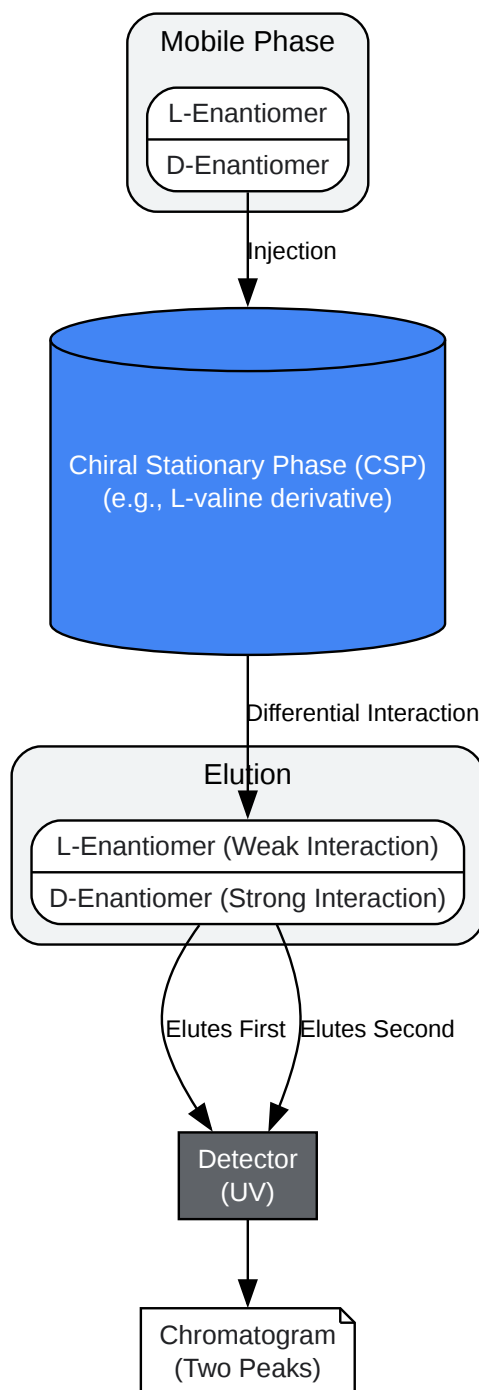 Mobile Phase
L-Enantiomer
D-Enantiomer
Injection
Chiral Stationary Phase (CSP)
(e.g., L-valine derivative)
Differential Interaction
Elution
L-Enantiomer (Weak Interaction)
D-Enantiomer (Strong Interaction)
Elutes First
Elutes Second
Detector
(UV)
Chromatogram
(Two Peaks)